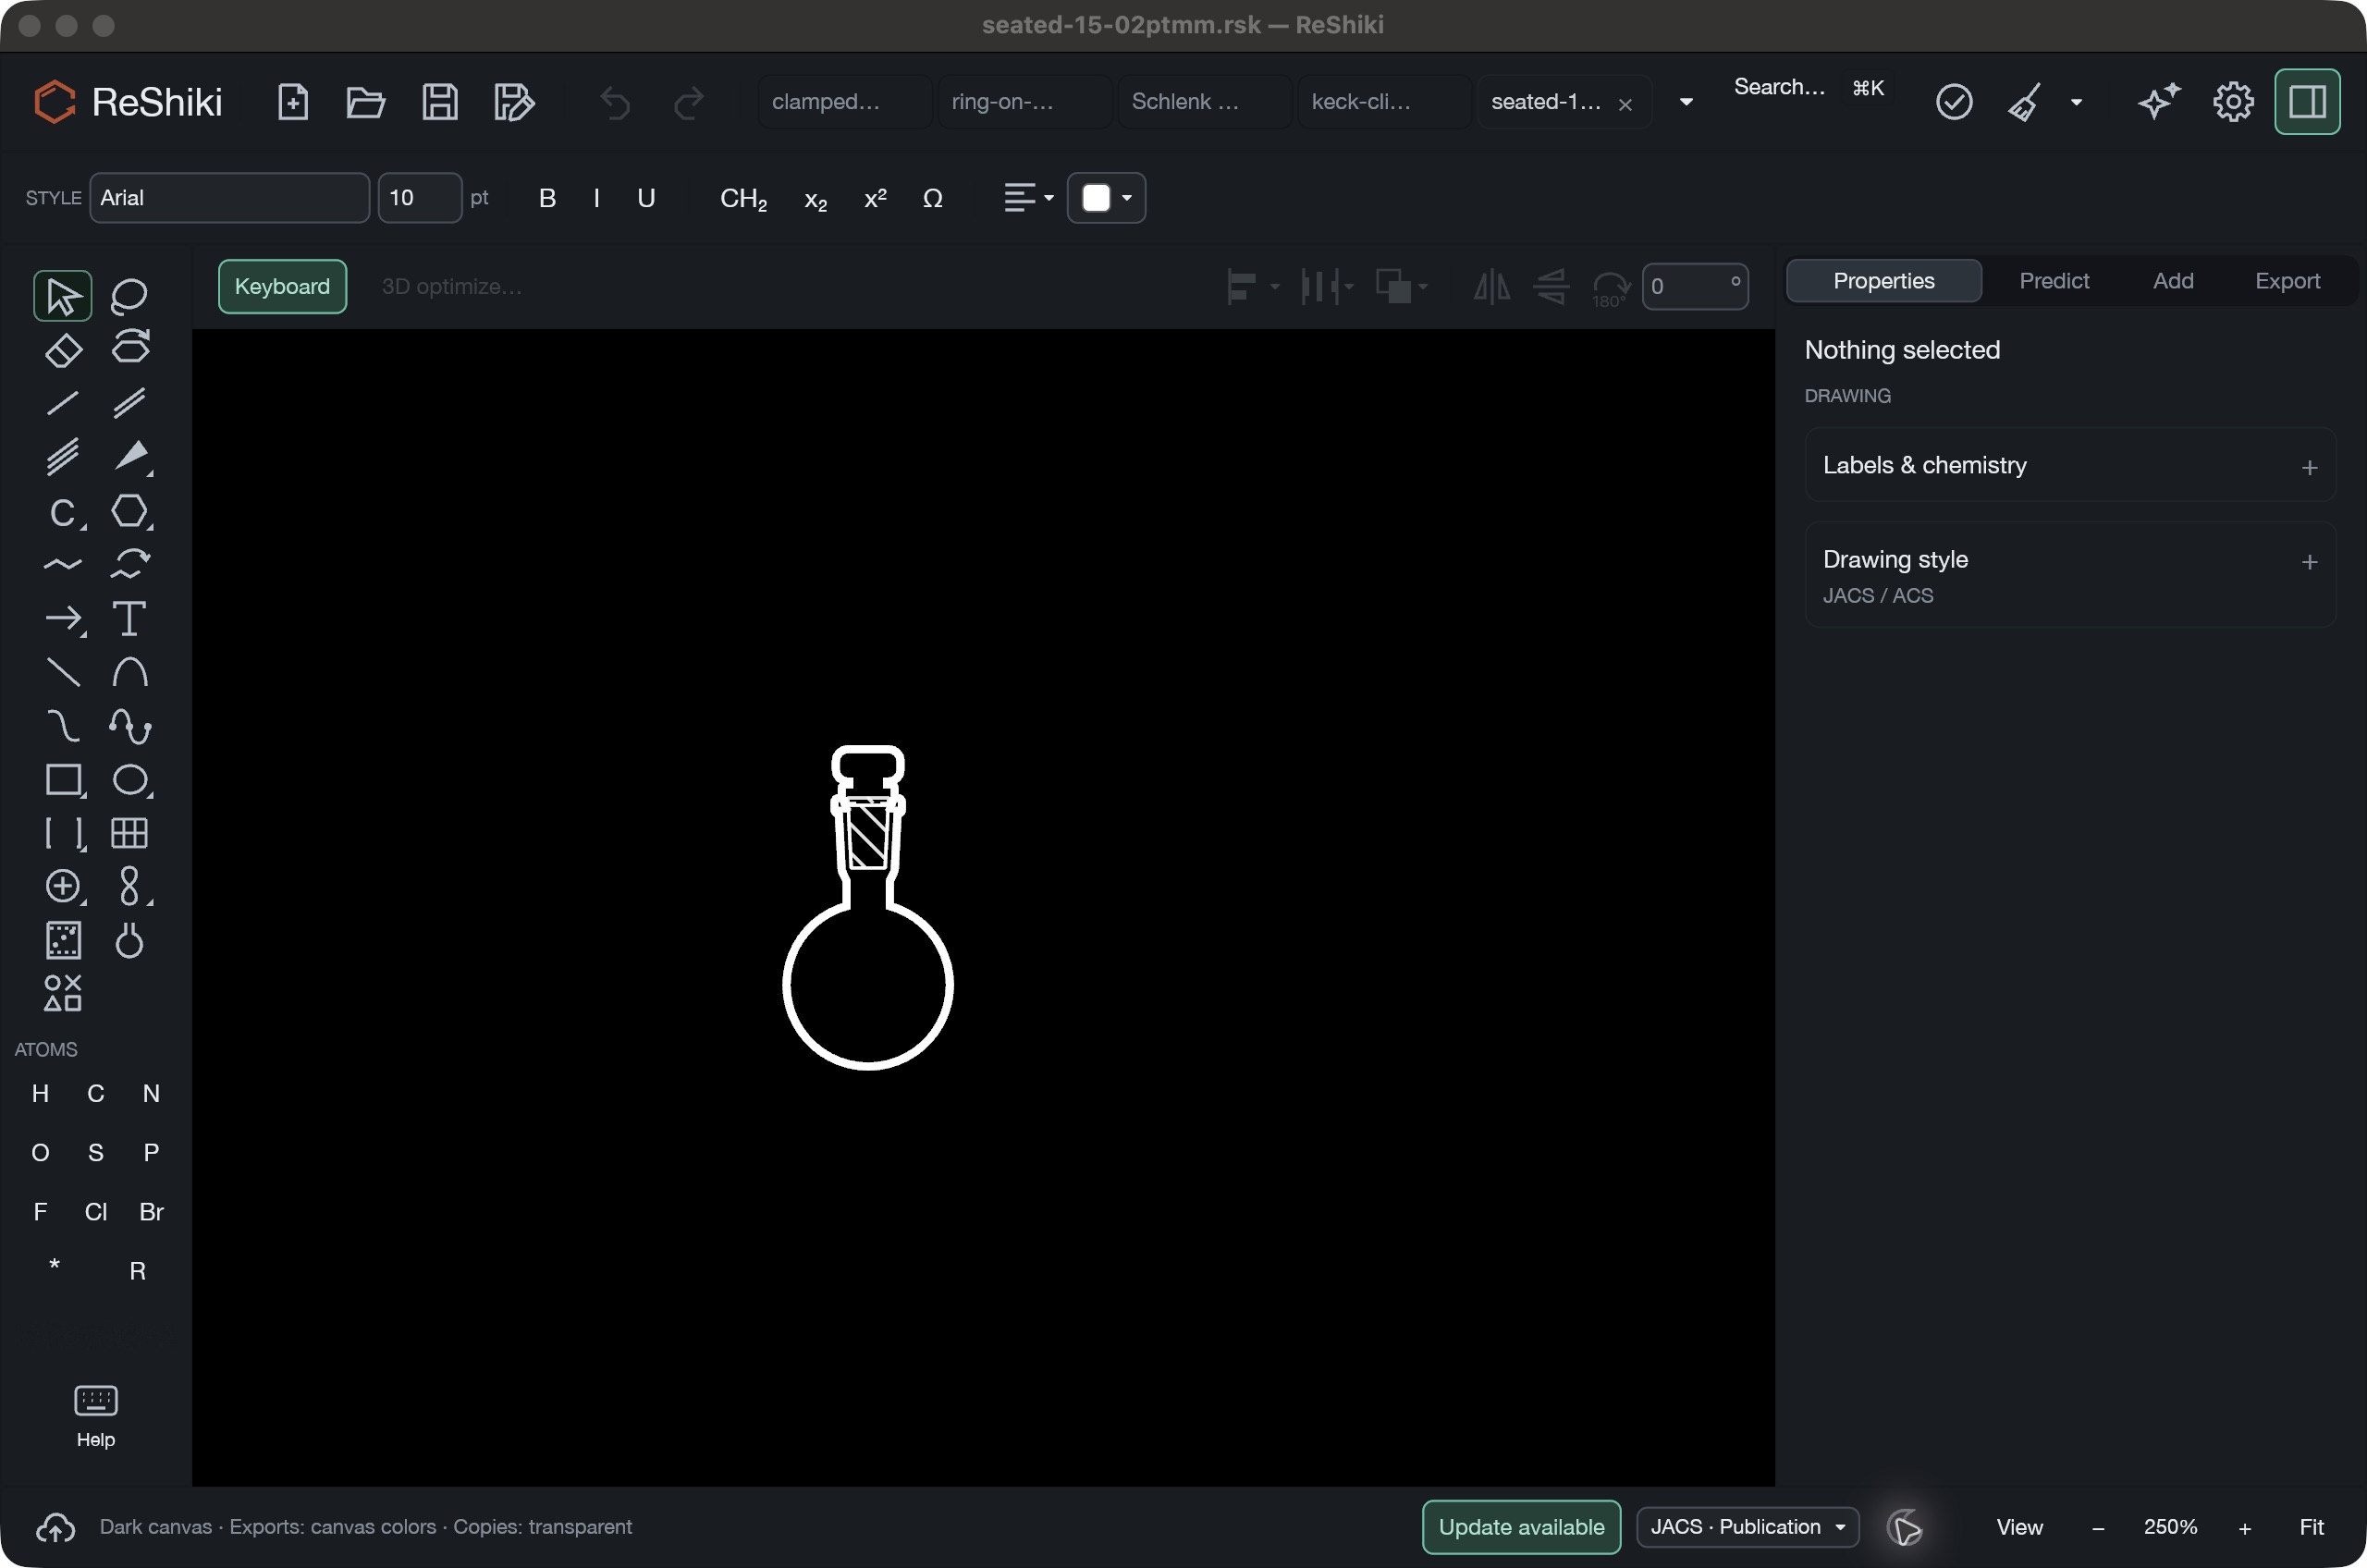 seated-15-02ptmm.rsk — ReShiki
ReShiki
clamped...
ring-on-...
Schlenk ...
keck-cli...
seated-1...
Search...
⌘K
STYLE
Arial
10
pt
B
I
U
CH₂
x₂
x²
Ω
Keyboard
3D optimize...
180°
0
°
Properties
Predict
Add
Export
Nothing selected
DRAWING
Labels & chemistry
Drawing style
JACS / ACS
C
T
ATOMS
H C N
O S P
F Cl Br
* R
Help
Dark canvas · Exports: canvas colors · Copies: transparent
Update available
JACS · Publication
View
−
250%
+
Fit